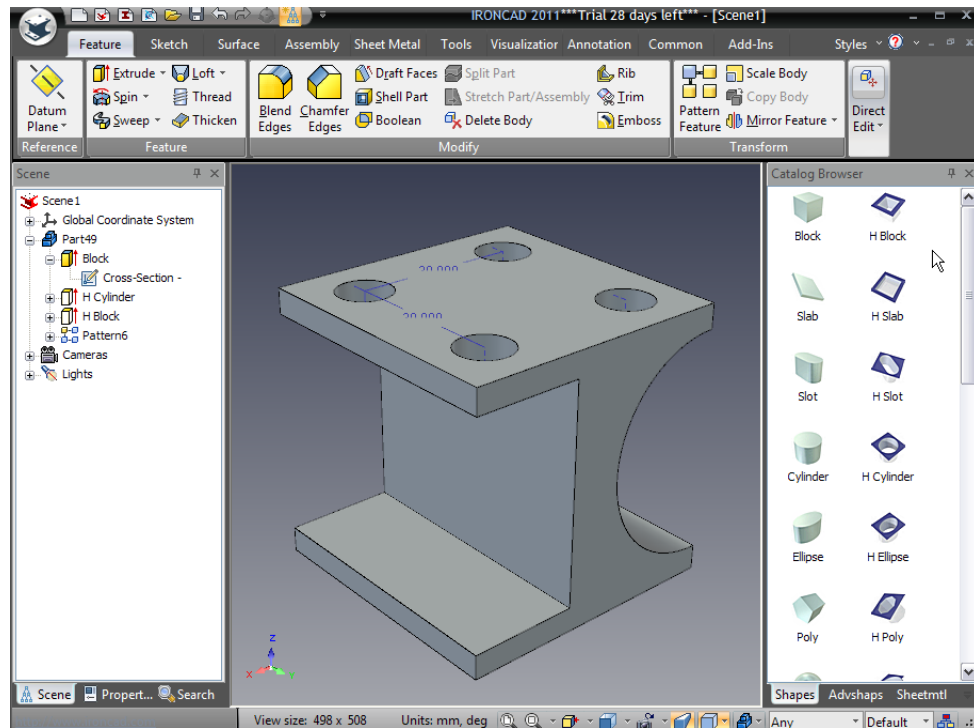 IRONCAD 2011***Trial 28 days left*** - [Scene1]
Feature Sketch Surface Assembly Sheet Metal Tools Visualization Annotation Common Add-Ins Styles
Extrude Loft Draft Faces Split Part Rib Scale Body
Spin Thread Shell Part Stretch Part/Assembly Trim Copy Body
Sweep Thicken Boolean Delete Body Emboss Mirror Feature
Datum Plane
Blend Edges
Chamfer Edges
Pattern Feature
Direct Edit
Reference Feature Modify Transform
Scene
Scene1
Global Coordinate System
Part49
Block
Cross-Section -
H Cylinder
H Block
Pattern6
Cameras
Lights
20.000
20.000
z
x
Catalog Browser
Block H Block
Slab H Slab
Slot H Slot
Cylinder H Cylinder
Ellipse H Ellipse
Poly H Poly
Scene Propert... Search
Shapes Advshaps Sheetmtl
View size: 498 x 508 Units: mm, deg Any Default